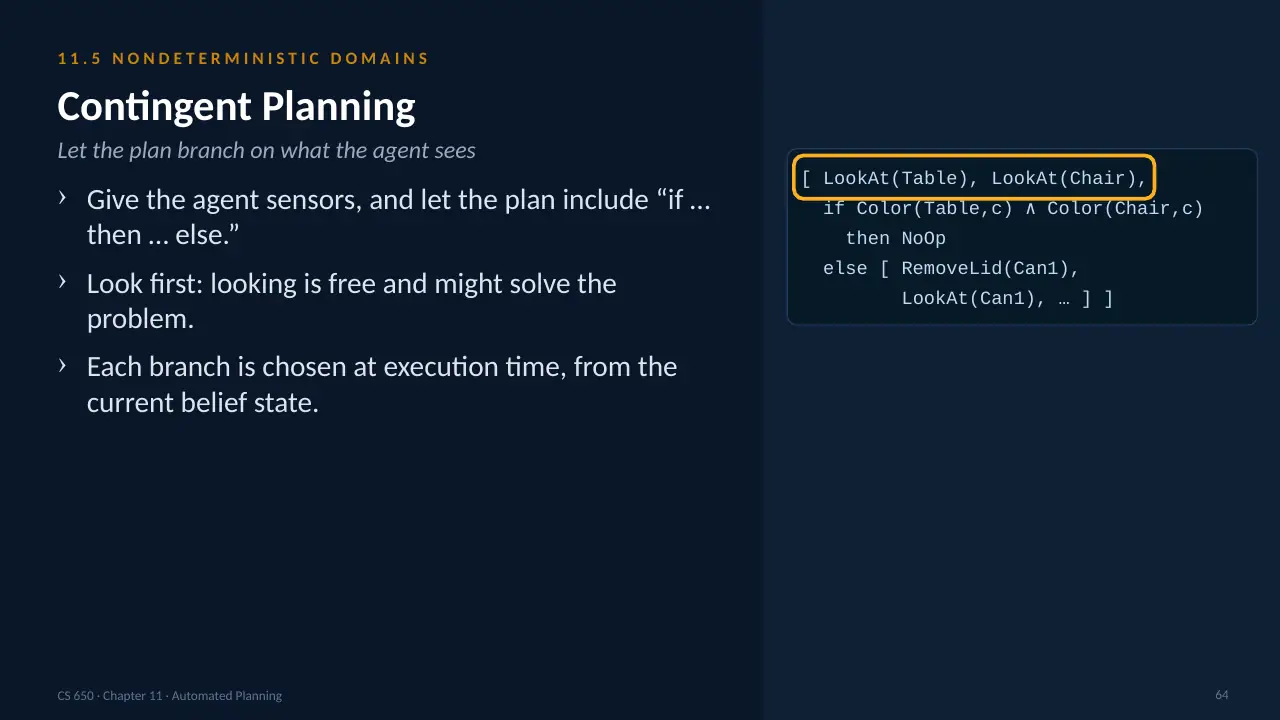 11.5 NONDETERMINISTIC DOMAINS
Contingent Planning
Let the plan branch on what the agent sees
› Give the agent sensors, and let the plan include “if …
then … else.”
› Look first: looking is free and might solve the
problem.
› Each branch is chosen at execution time, from the
current belief state.
[ LookAt(Table), LookAt(Chair),
if Color(Table,c) ∧ Color(Chair,c)
then NoOp
else [ RemoveLid(Can1),
LookAt(Can1), … ] ]
CS 650 · Chapter 11 · Automated Planning
64